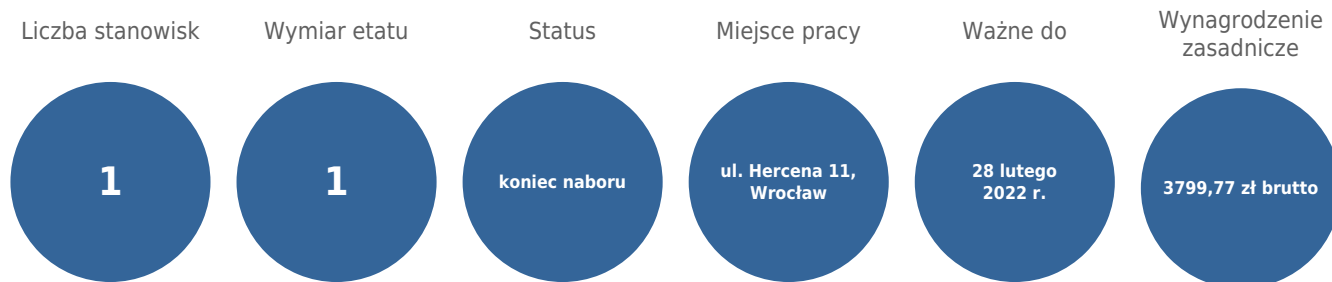 Liczba stanowisk
1
Wymiar etatu
1
Status
koniec naboru
Miejsce pracy
ul. Hercena 11,
Wrocław
Ważne do
28 lutego
2022 r.
Wynagrodzenie
zasadnicze
3799,77 zł brutto